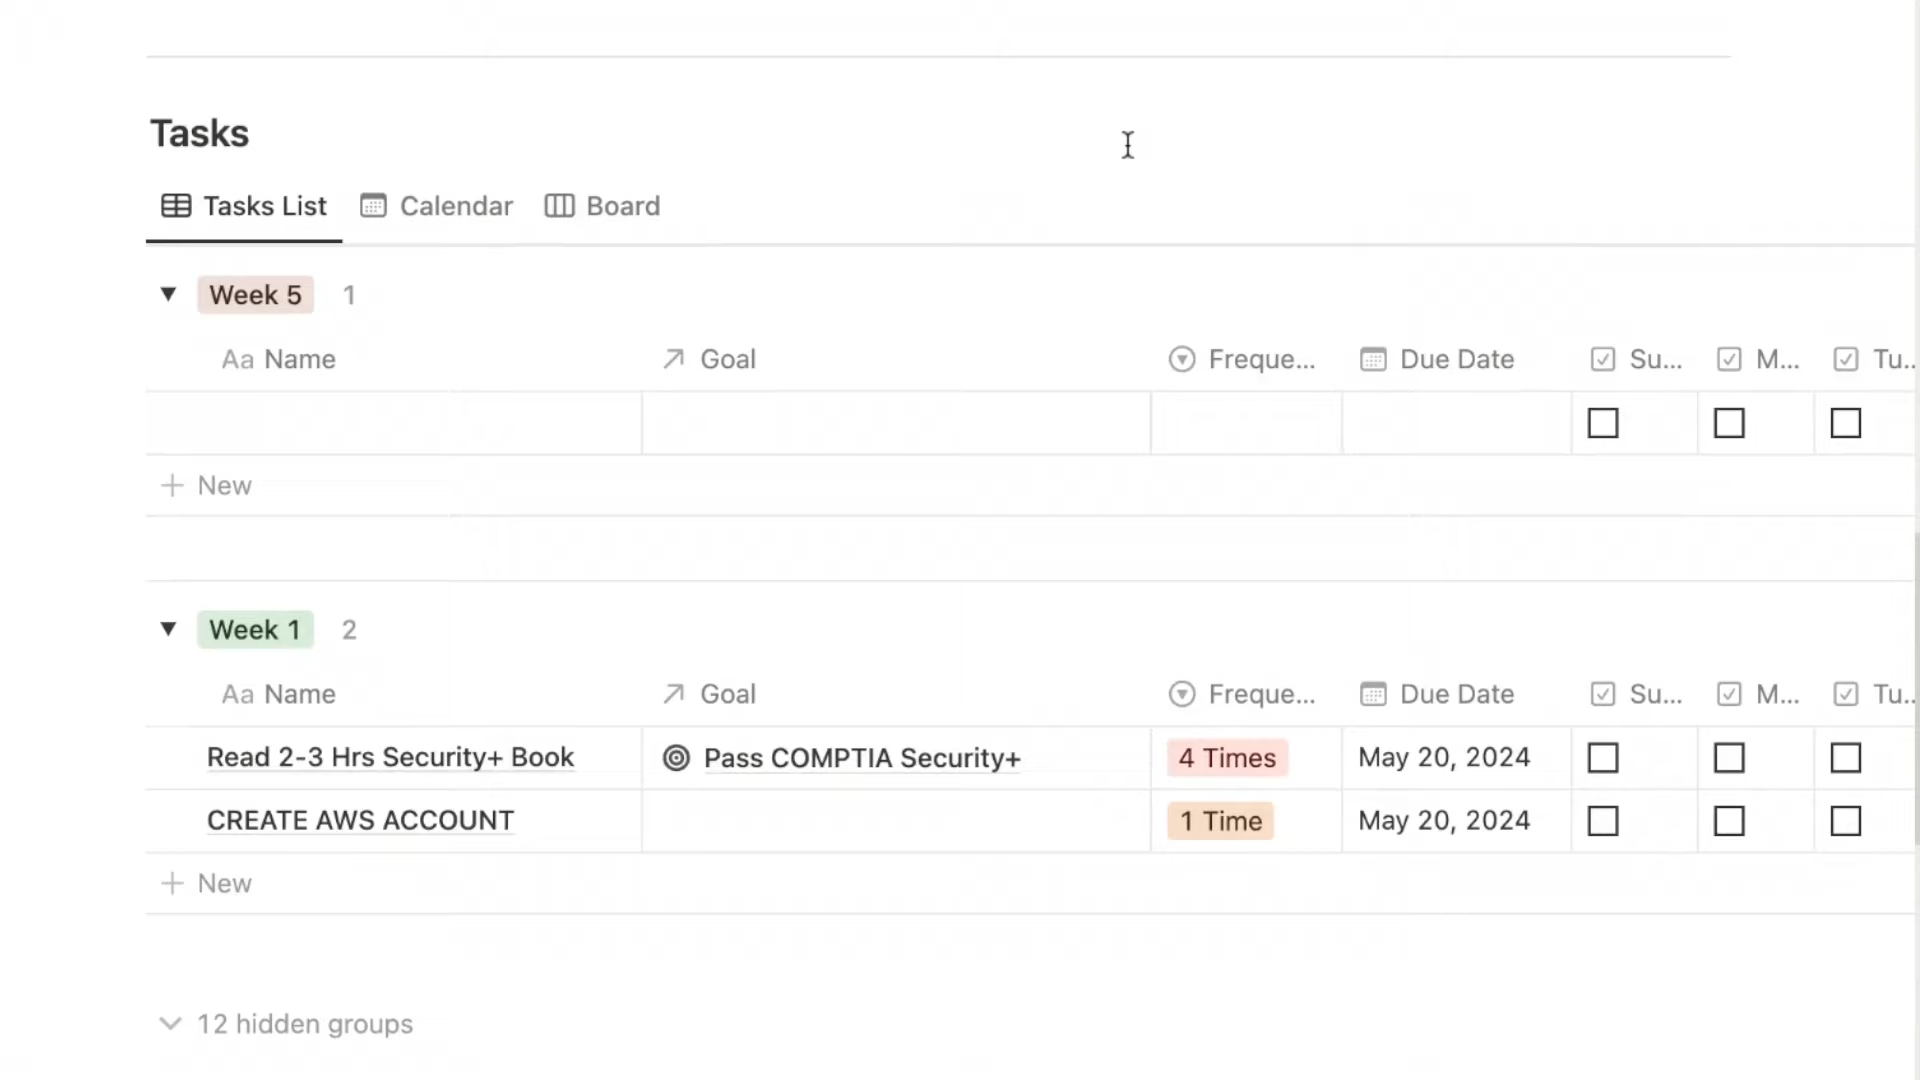 Tasks
Tasks List Calendar Board
Week 5 1
Aa Name Goal Freque... Due Date Su... M... Tu...
+ New
Week 1 2
Aa Name Goal Freque... Due Date Su... M... Tu...
Read 2-3 Hrs Security+ Book Pass COMPTIA Security+ 4 Times May 20, 2024
CREATE AWS ACCOUNT 1 Time May 20, 2024
+ New
12 hidden groups